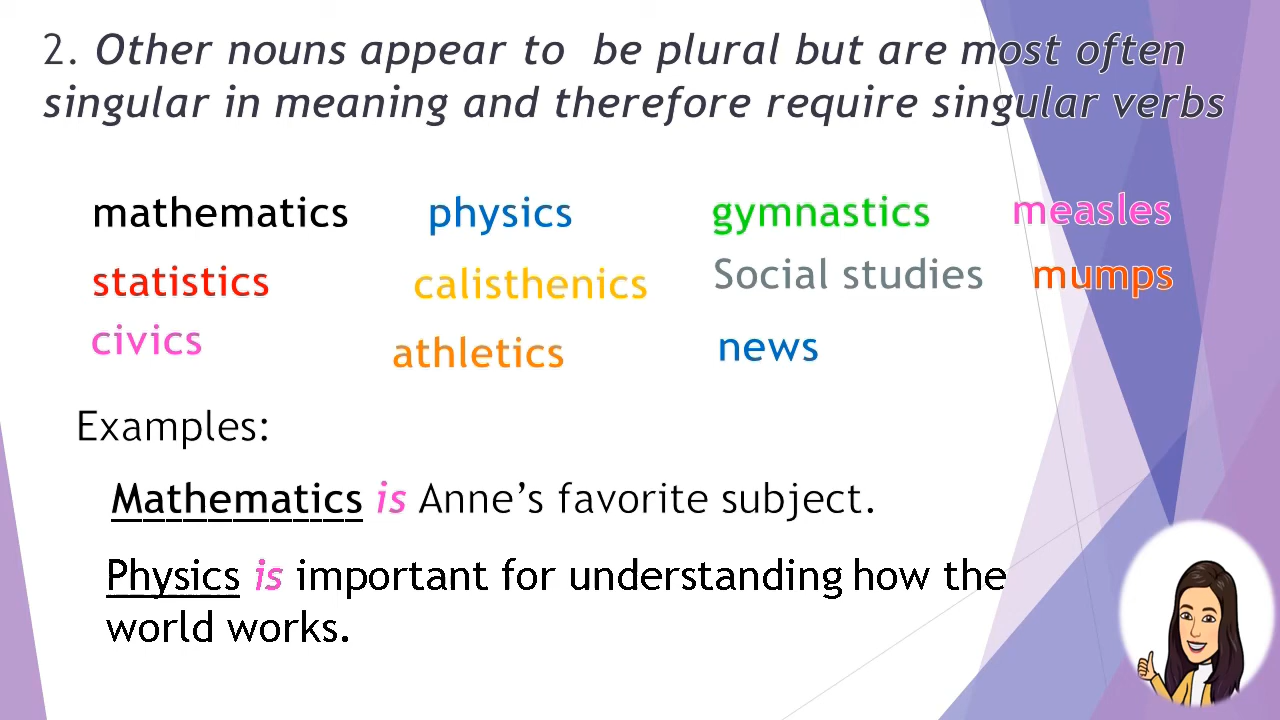 2. Other nouns appear to be plural but are most often
singular in meaning and therefore require singular verbs
mathematics physics gymnastics measles
statistics calisthenics Social studies mumps
civics athletics news
Examples:
Mathematics is Anne’s favorite subject.
Physics is important for understanding how the
world works.